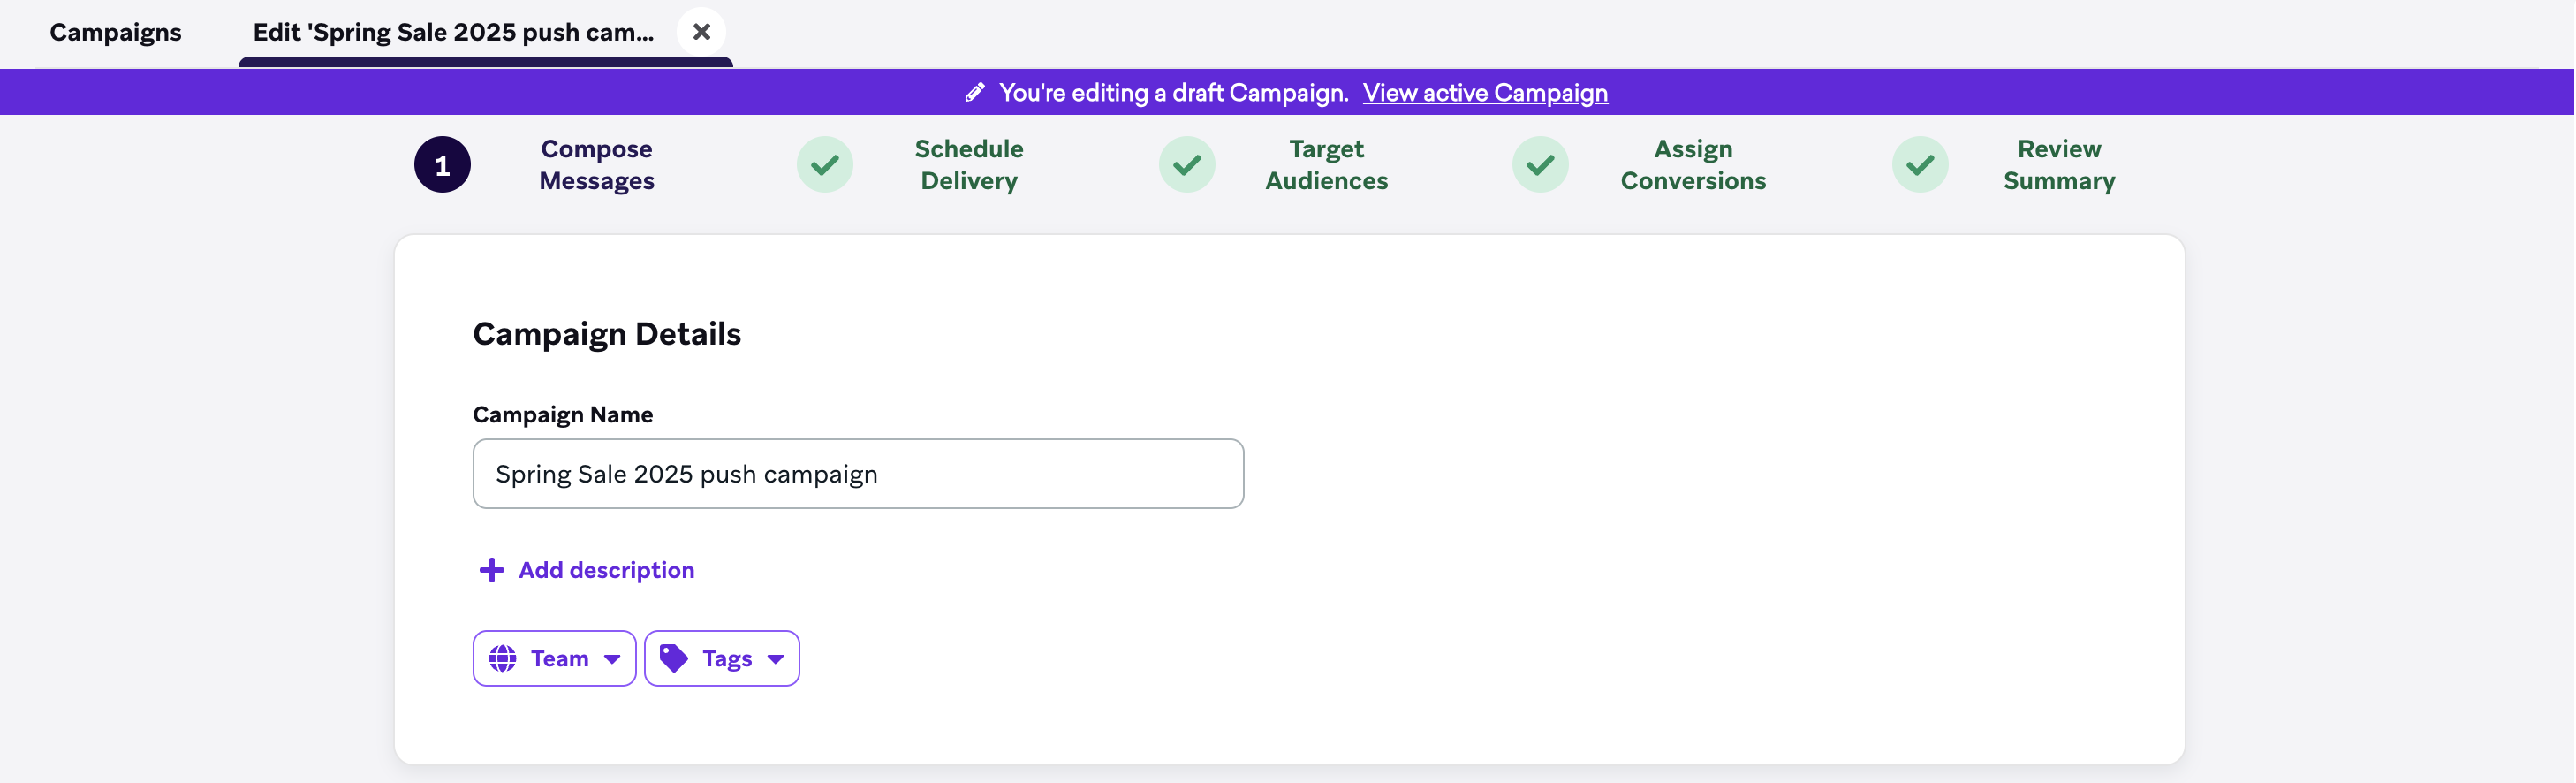 Campaigns
Edit 'Spring Sale 2025 push cam...
You're editing a draft Campaign. View active Campaign
1
Compose
Messages
Schedule
Delivery
Target
Audiences
Assign
Conversions
Review
Summary
Campaign Details
Campaign Name
Spring Sale 2025 push campaign
Add description
Team
Tags